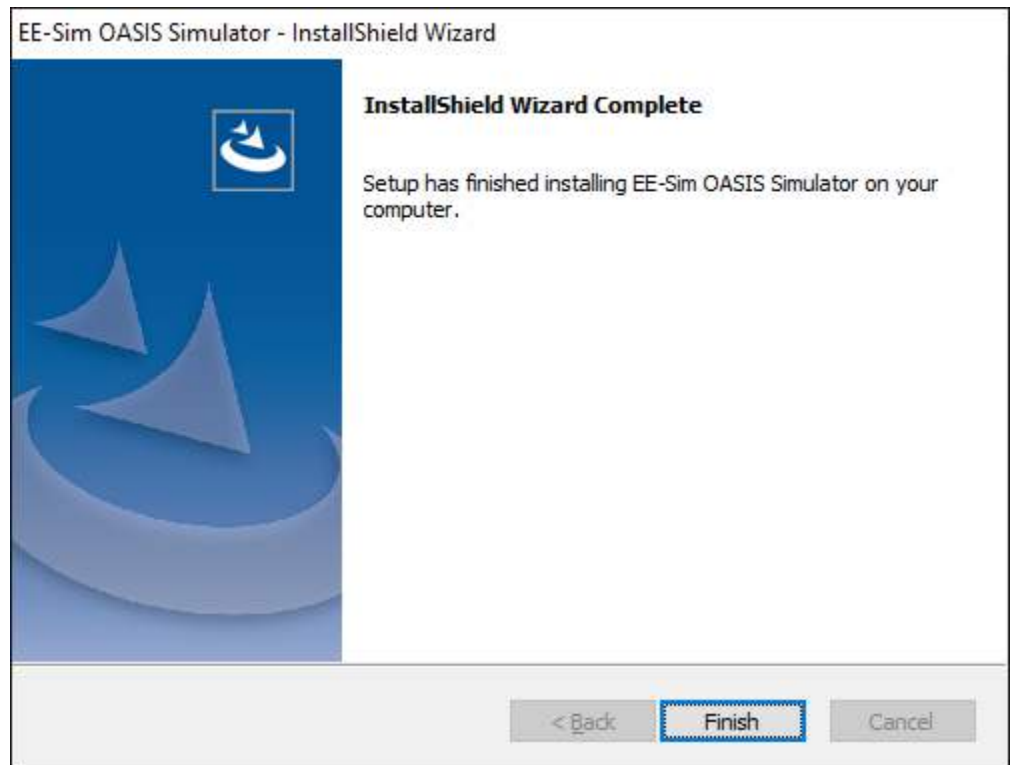 EE-Sim OASIS Simulator - InstallShield Wizard
InstallShield Wizard Complete
Setup has finished installing EE-Sim OASIS Simulator on your
computer.
< Back
Finish
Cancel